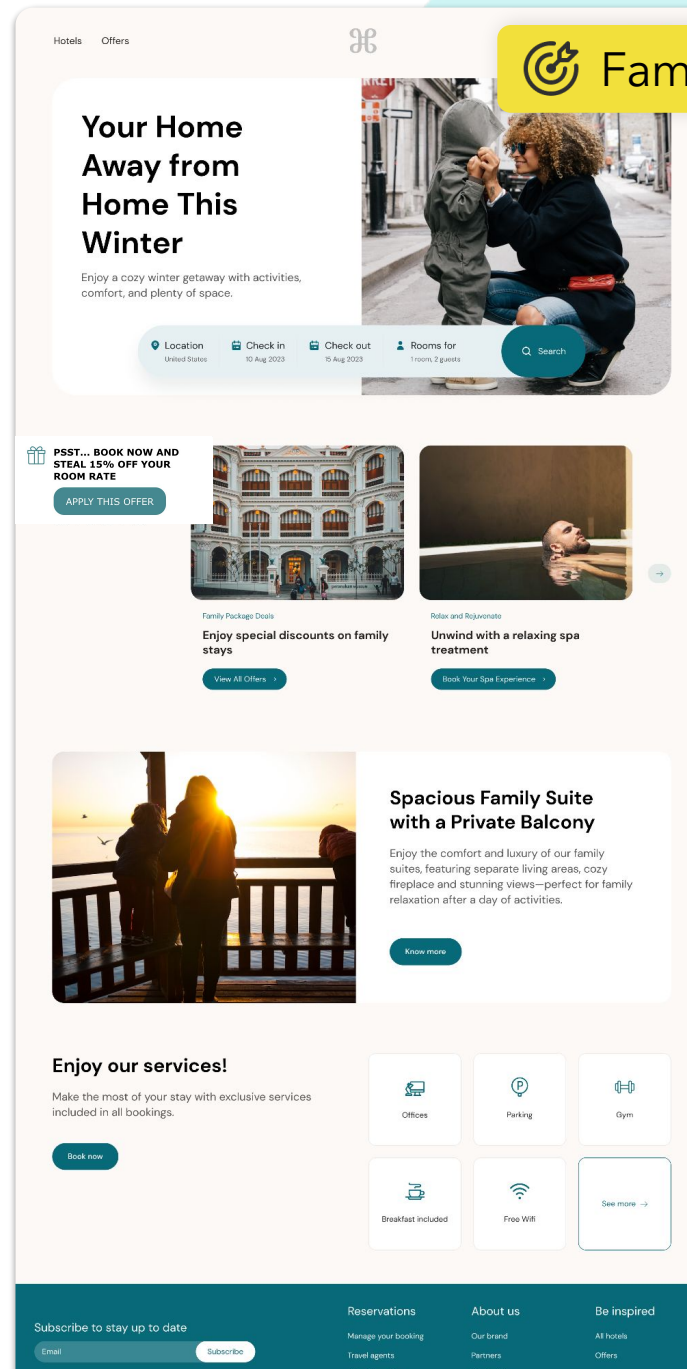 Hotels Offers
Fam
Your Home
Away from
Home This
Winter
Enjoy a cozy winter getaway with activities,
comfort, and plenty of space.
Location
United States
Check in
10 Aug 2023
Check out
15 Aug 2023
Rooms for
1 room, 2 guests
Search
PSST... BOOK NOW AND
STEAL 15% OFF YOUR
ROOM RATE
APPLY THIS OFFER
Family Package Deals
Enjoy special discounts on family
stays
View All Offers
Relax and Rejuvenate
Unwind with a relaxing spa
treatment
Book Your Spa Experience
Spacious Family Suite
with a Private Balcony
Enjoy the comfort and luxury of our family
suites, featuring separate living areas, cozy
fireplace and stunning views—perfect for family
relaxation after a day of activities.
Know more
Enjoy our services!
Make the most of your stay with exclusive services
included in all bookings.
Book now
Offices
P
Parking
Gym
Breakfast included
Free Wifi
See more →
Subscribe to stay up to date
Email
Subscribe
Reservations
Manage your booking
Travel agents
About us
Our brand
Partners
Be inspired
All hotels
Offers